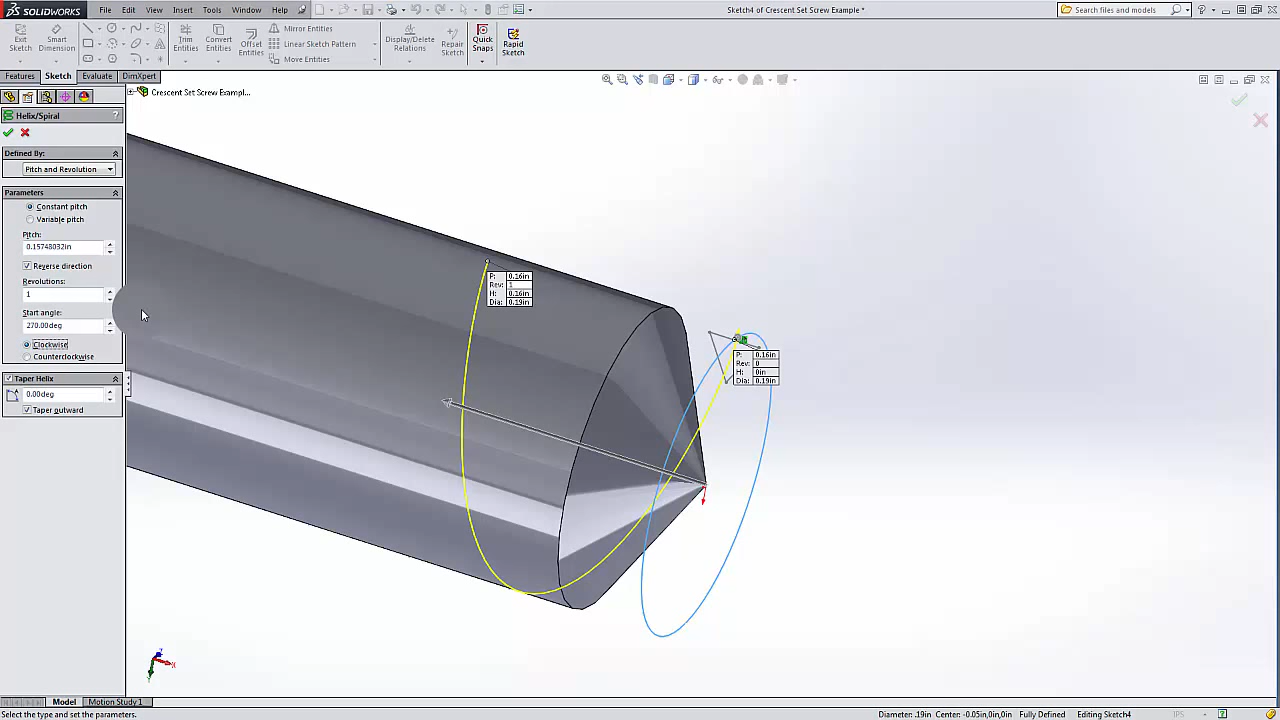 SOLIDWORKS
File Edit View Insert Tools Window Help
Sketch4 of Crescent Set Screw Example *
Search files and models
Exit Sketch
Smart Dimension
Trim Entities
Convert Entities
Offset Entities
Mirror Entities
Linear Sketch Pattern
Move Entities
Display/Delete Relations
Repair Sketch
Quick Snaps
Rapid Sketch
Features Sketch Evaluate DimXpert
Crescent Set Screw Exampl...
Helix/Spiral
?
Defined By:
Pitch and Revolution
Parameters
Constant pitch
Variable pitch
Pitch:
0.15748032in
Reverse direction
Revolutions:
1
Start angle:
270.00deg
Clockwise
Counterclockwise
Taper Helix
0.00deg
Taper outward
P: 0.16in
Rev: 1
H: 0.16in
Dia: 0.19in
P: 0.16in
Rev: 0
H: 0in
Dia: 0.19in
Model Motion Study 1
Select the type and set the parameters.
Diameter: .19in Center: -0.05in,0in,0in Fully Defined Editing Sketch4 IPS